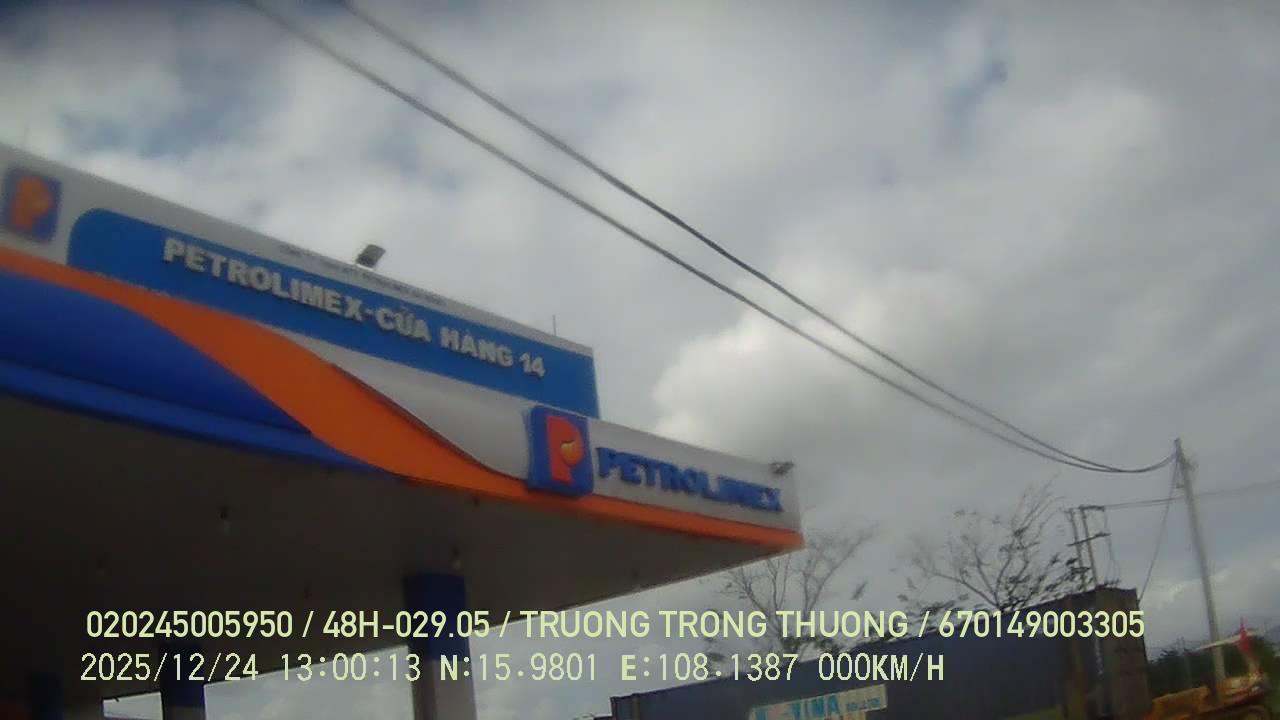 PETROLIMEX-CỬA HÀNG 14
PETROLIMEX
020245005950 / 48H-029.05 / TRUONG TRONG THUONG / 670149003305
2025/12/24 13:00:13 N:15.9801 E:108.1387 000KM/H
VINA